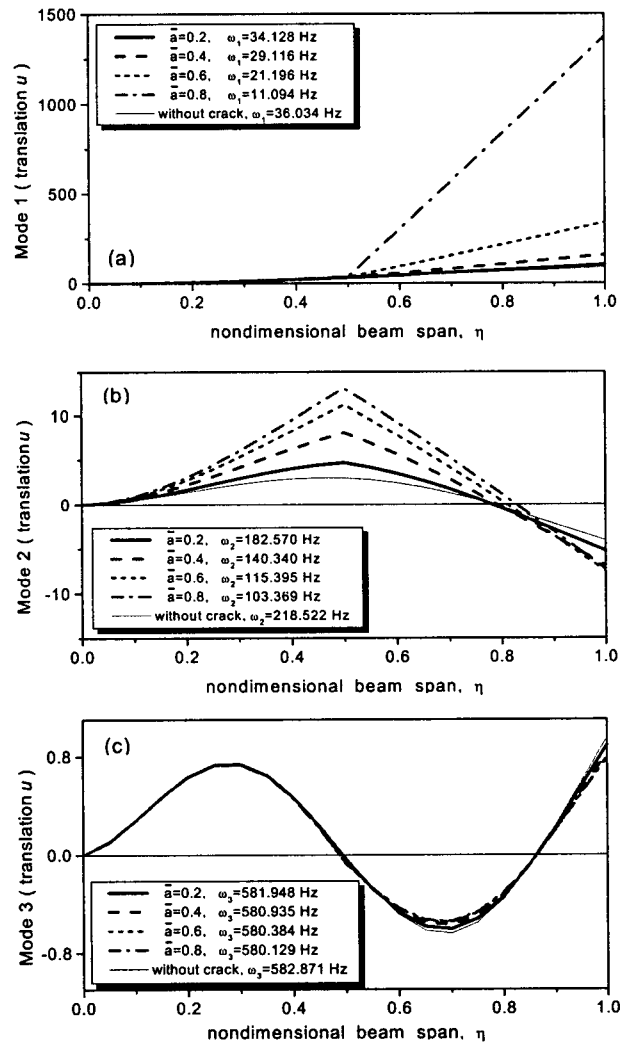 1500
1000
500
0
Mode 1 ( translation u )
ā=0.2, ω₁=34.128 Hz
ā=0.4, ω₁=29.116 Hz
ā=0.6, ω₁=21.196 Hz
ā=0.8, ω₁=11.094 Hz
without crack, ω₁=36.034 Hz
(a)
0.0 0.2 0.4 0.6 0.8 1.0
nondimensional beam span, η
(b)
10
0
-10
Mode 2 ( translation u )
ā=0.2, ω₂=182.570 Hz
ā=0.4, ω₂=140.340 Hz
ā=0.6, ω₂=115.395 Hz
ā=0.8, ω₂=103.369 Hz
without crack, ω₂=218.522 Hz
0.0 0.2 0.4 0.6 0.8 1.0
nondimensional beam span, η
(c)
0.8
0.0
-0.8
Mode 3 ( translation u )
ā=0.2, ω₃=581.948 Hz
ā=0.4, ω₃=580.935 Hz
ā=0.6, ω₃=580.384 Hz
ā=0.8, ω₃=580.129 Hz
without crack, ω₃=582.871 Hz
0.0 0.2 0.4 0.6 0.8 1.0
nondimensional beam span, η